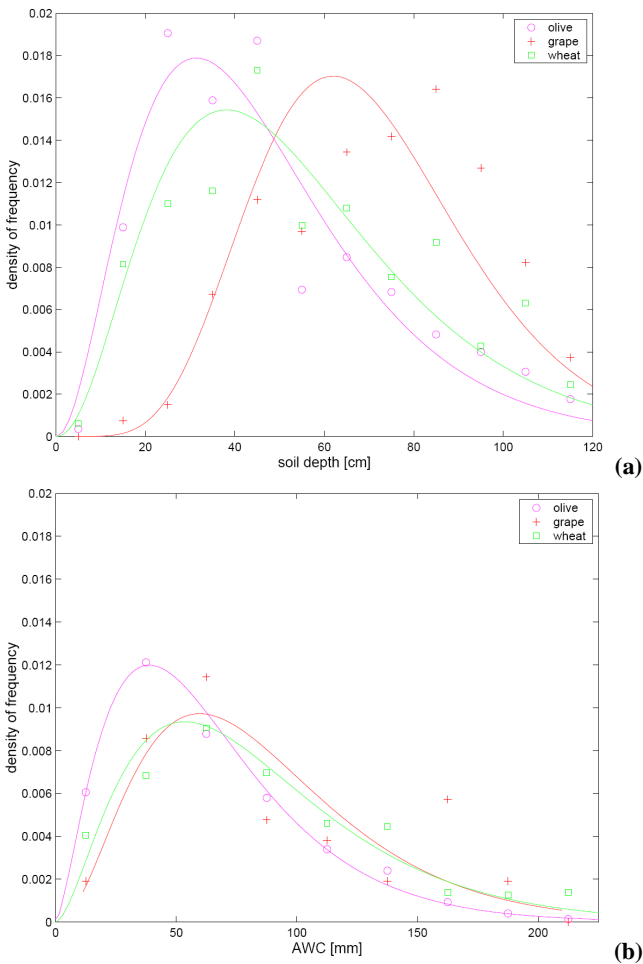 0.02
0.018
0.016
0.014
0.012
0.01
0.008
0.006
0.004
0.002
0
density of frequency
0 20 40 60 80 100 120
soil depth [cm]
olive
grape
wheat
(a)
0.02
0.018
0.016
0.014
0.012
0.01
0.008
0.006
0.004
0.002
0
density of frequency
0 50 100 150 200
AWC [mm]
olive
grape
wheat
(b)